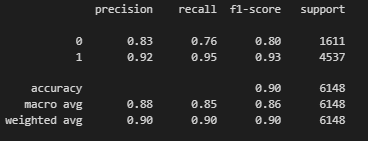 precision recall f1-score support
0 0.83 0.76 0.80 1611
1 0.92 0.95 0.93 4537
accuracy 0.90 6148
macro avg 0.88 0.85 0.86 6148
weighted avg 0.90 0.90 0.90 6148